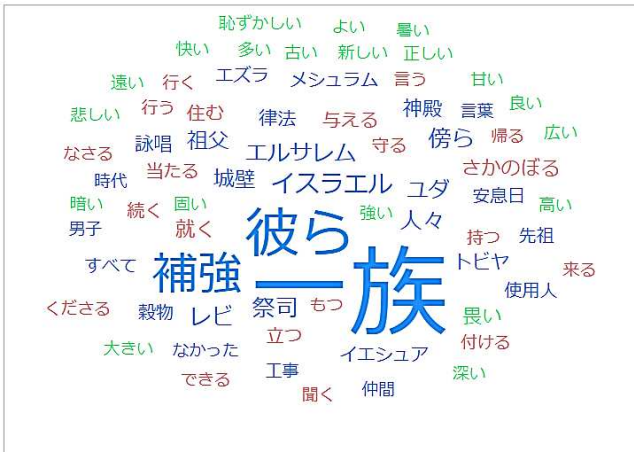 恥ずかしい よい 暑い
快い 多い 古い 新しい 正しい
遠い 行く エズラ メシュラム 言う 甘い
悲しい 行う 住む 律法 与える 神殿 言葉 良い
なさる 詠唱 祖父 エルサレム 守る 傍ら 帰る 広い
時代 当たる 城壁 イスラエル ユダ さかのぼる 安息日
暗い 続く 固い 彼ら 強い 人々 高い
男子 就く 持つ 先祖
すべて 補強 一族 トビヤ 来る
くださる 穀物 レビ 祭司 もつ 使用人 畏い
大きい なかった 立つ イエシュア 付ける
できる 工事 聞く 仲間 深い